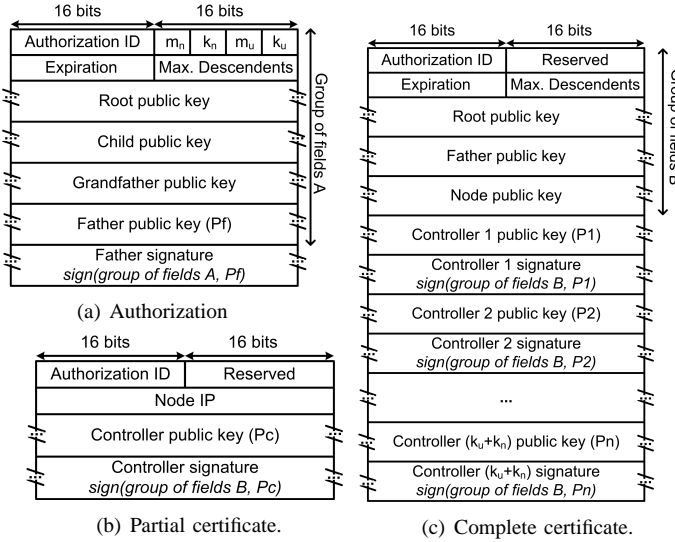 16 bits 16 bits
Authorization ID mn kn mu ku
Expiration Max. Descendents
Root public key
Child public key
Grandfather public key
Father public key (Pf)
Father signature
sign(group of fields A, Pf)
Group of fields A
(a) Authorization
16 bits 16 bits
Authorization ID Reserved
Node IP
Controller public key (Pc)
Controller signature
sign(group of fields B, Pc)
(b) Partial certificate.
16 bits 16 bits
Authorization ID Reserved
Expiration Max. Descendents
Root public key
Father public key
Node public key
Controller 1 public key (P1)
Controller 1 signature
sign(group of fields B, P1)
Controller 2 public key (P2)
Controller 2 signature
sign(group of fields B, P2)
...
Controller (ku+kn) public key (Pn)
Controller (ku+kn) signature
sign(group of fields B, Pn)
Group of fields B
(c) Complete certificate.